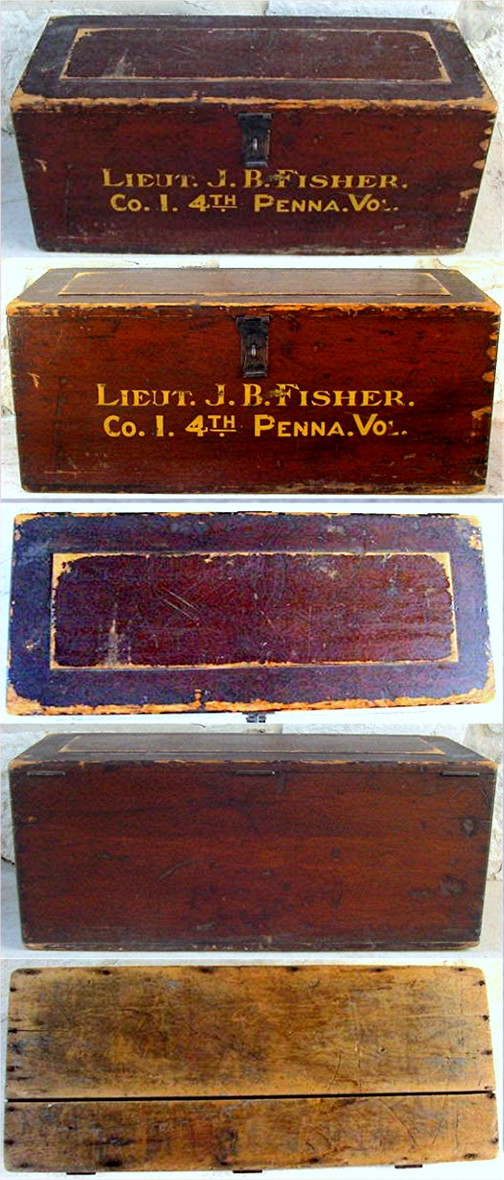 LIEUT. J. B. FISHER.
CO. I. 4TH PENNA. VOL.
LIEUT. J. B. FISHER.
CO. I. 4TH PENNA. VOL.